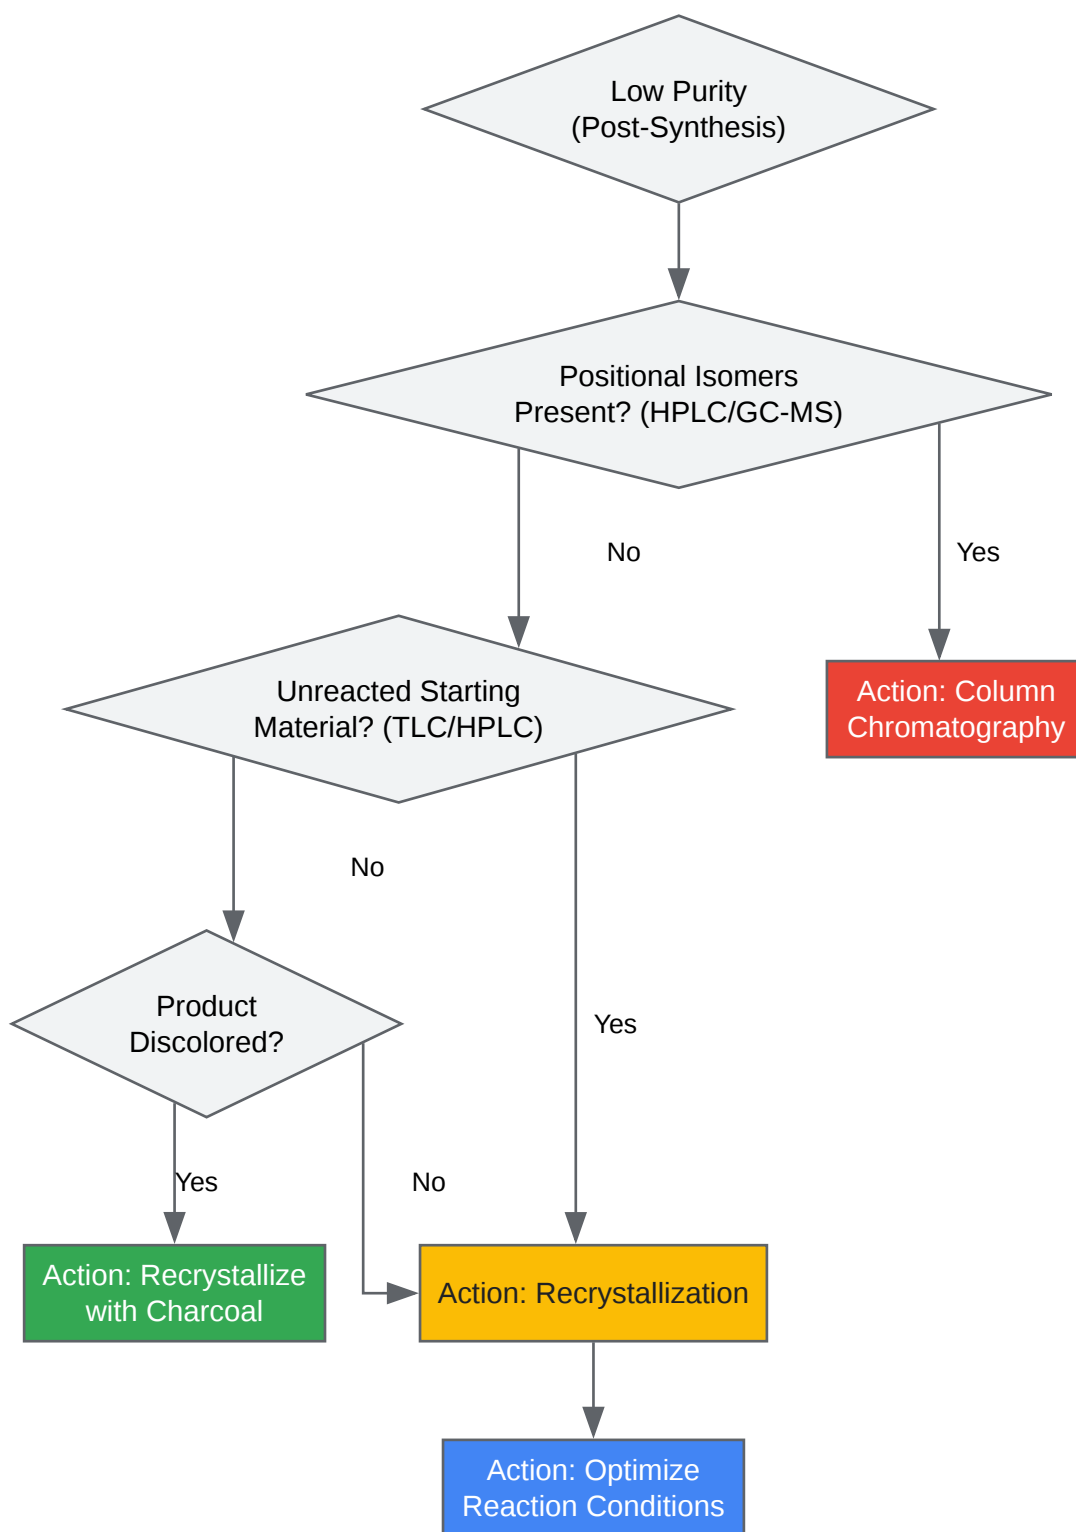 Low Purity
(Post-Synthesis)
Positional Isomers
Present? (HPLC/GC-MS)
No
Yes
Unreacted Starting
Material? (TLC/HPLC)
Action: Column
Chromatography
No
Product
Discolored?
Yes
Yes
No
Action: Recrystallize
with Charcoal
Action: Recrystallization
Action: Optimize
Reaction Conditions